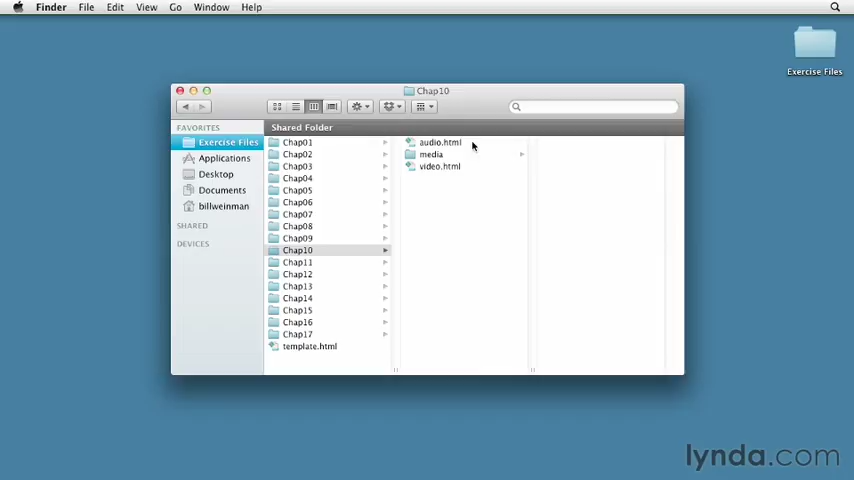 Finder File Edit View Go Window Help
Exercise Files
Chap10
Shared Folder
FAVORITES
Exercise Files
Applications
Desktop
Documents
billweinman
SHARED
DEVICES
Chap01
Chap02
Chap03
Chap04
Chap05
Chap06
Chap07
Chap08
Chap09
Chap10
Chap11
Chap12
Chap13
Chap14
Chap15
Chap16
Chap17
template.html
audio.html
media
video.html
lynda.com